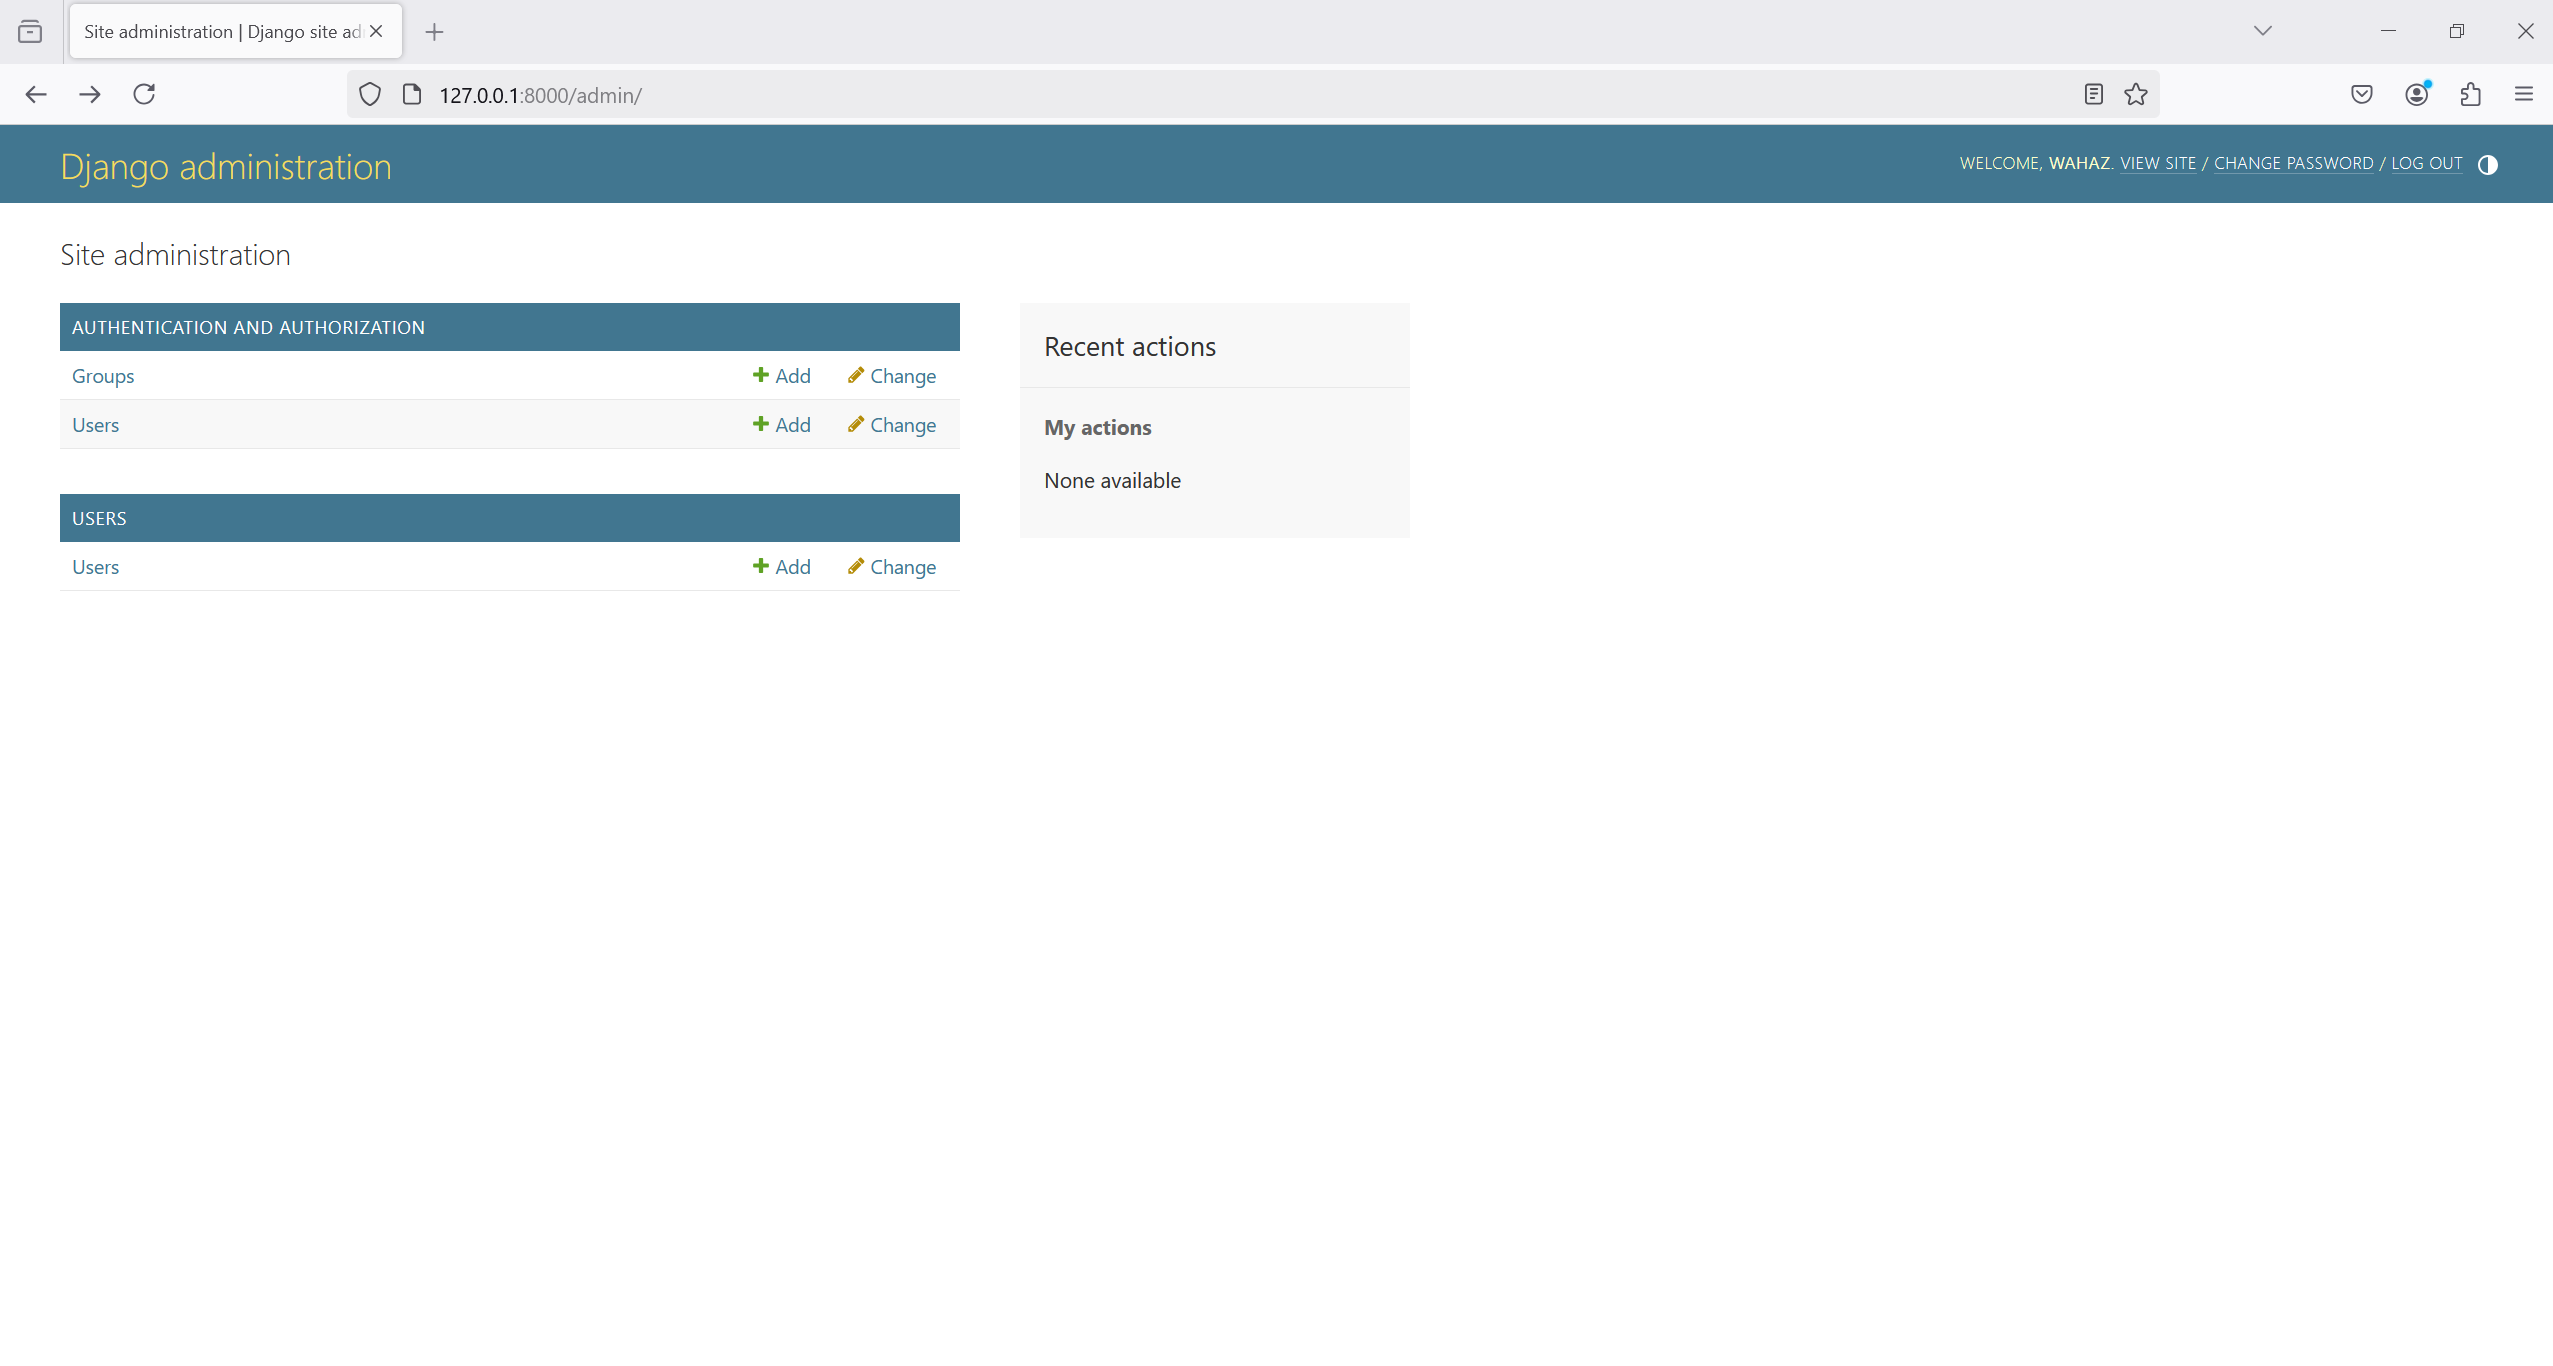 Site administration | Django site ad
127.0.0.1:8000/admin/
Django administration
WELCOME, WAHAZ. VIEW SITE / CHANGE PASSWORD / LOG OUT
Site administration
AUTHENTICATION AND AUTHORIZATION
Groups Add Change
Users Add Change
USERS
Users Add Change
Recent actions
My actions
None available